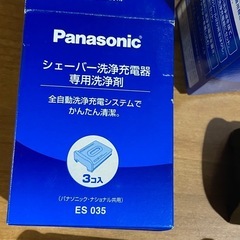 Panasonic
シェーバー洗浄充電器
専用洗浄剤
全自動洗浄充電システムで
かんたん清潔。
3コ入
(パナソニック・ナショナル共用)
ES 035